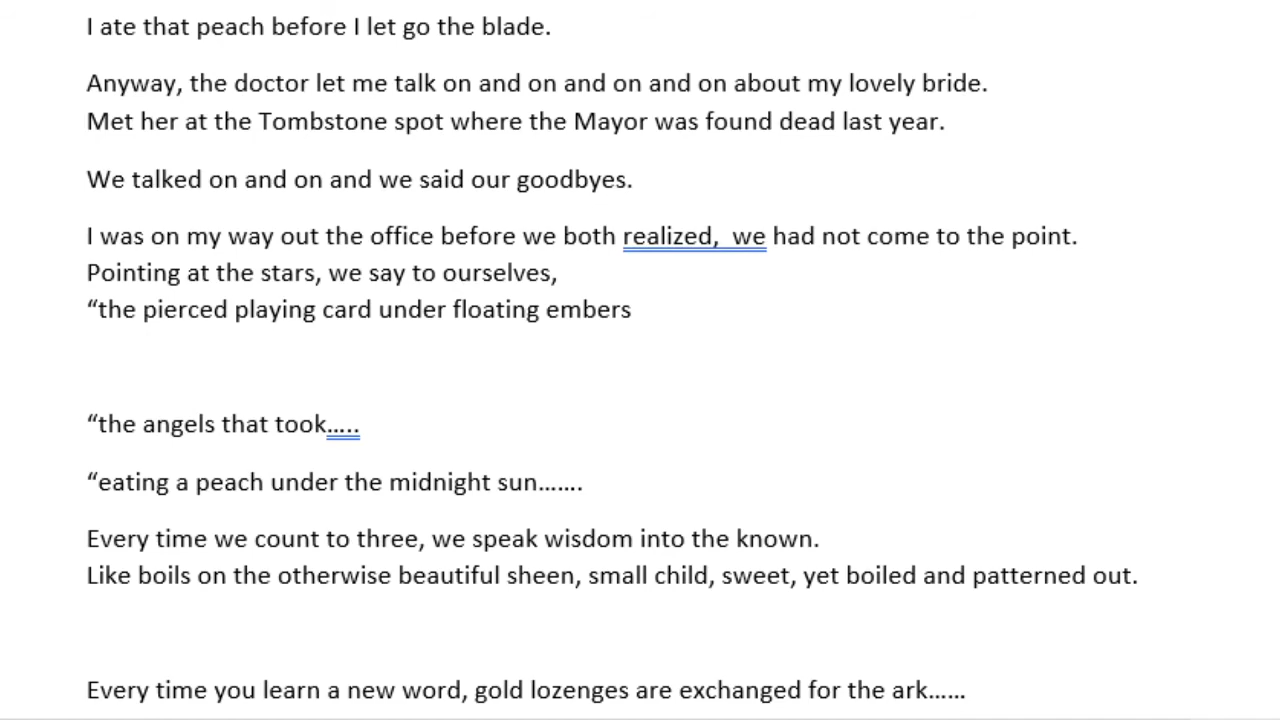 I ate that peach before I let go the blade.
Anyway, the doctor let me talk on and on and on and on about my lovely bride.
Met her at the Tombstone spot where the Mayor was found dead last year.
We talked on and on and we said our goodbyes.
I was on my way out the office before we both realized,  we had not come to the point.
Pointing at the stars, we say to ourselves,
“the pierced playing card under floating embers
“the angels that took…..
“eating a peach under the midnight sun…….
Every time we count to three, we speak wisdom into the known.
Like boils on the otherwise beautiful sheen, small child, sweet, yet boiled and patterned out.
Every time you learn a new word, gold lozenges are exchanged for the ark……